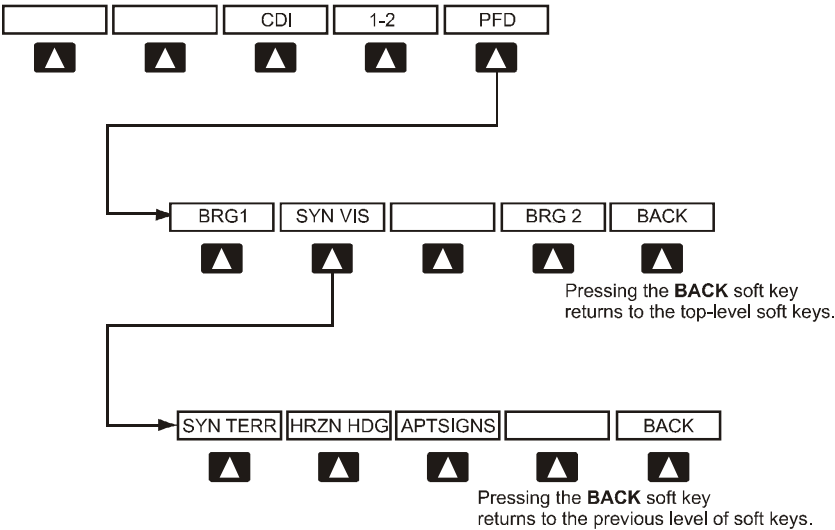 CDI 1-2 PFD
BRG1 SYN VIS BRG 2 BACK
Pressing the BACK soft key
returns to the top-level soft keys.
SYN TERR HRZN HDG APTSIGNS BACK
Pressing the BACK soft key
returns to the previous level of soft keys.